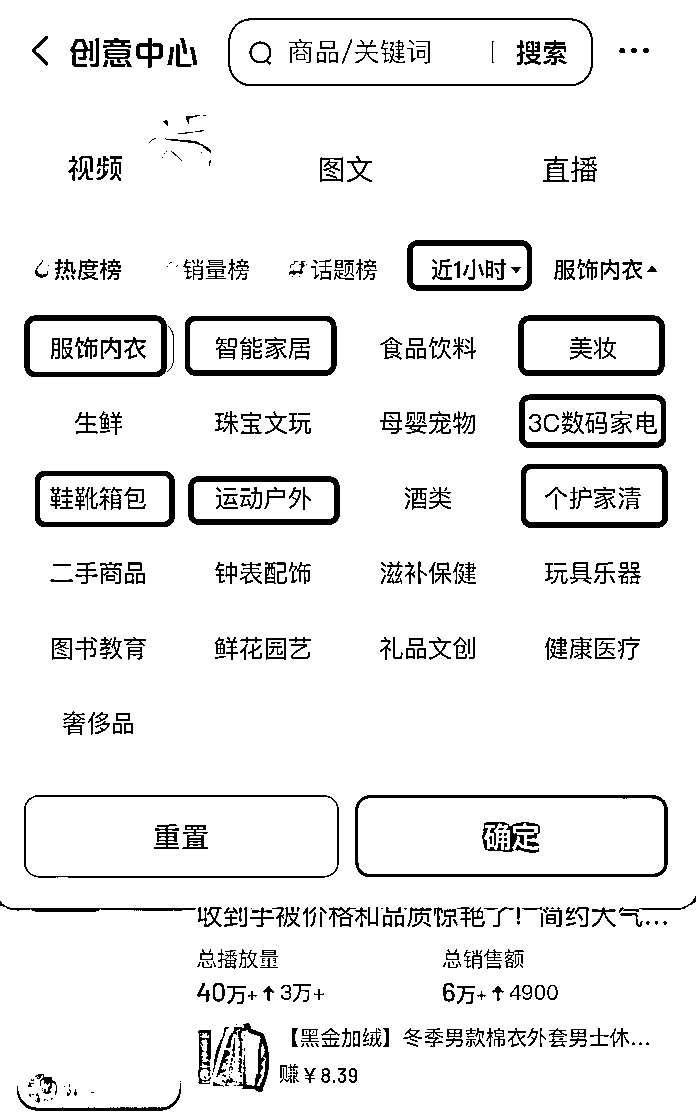 创意中心 商品/关键词 搜索
视频 图文 直播
热度榜 销量榜 话题榜 近1小时 服饰内衣
服饰内衣 智能家居 食品饮料 美妆
生鲜 珠宝文玩 母婴宠物 3C数码家电
鞋靴箱包 运动户外 酒类 个护家清
二手商品 钟表配饰 滋补保健 玩具乐器
图书教育 鲜花园艺 礼品文创 健康医疗
奢侈品
重置 确定
收到手被价格和品质惊艳了！简约大气...
总播放量 总销售额
40万+↑3万+ 6万+↑4900
【黑金加绒】冬季男款棉衣外套男士休...
赚￥8.39